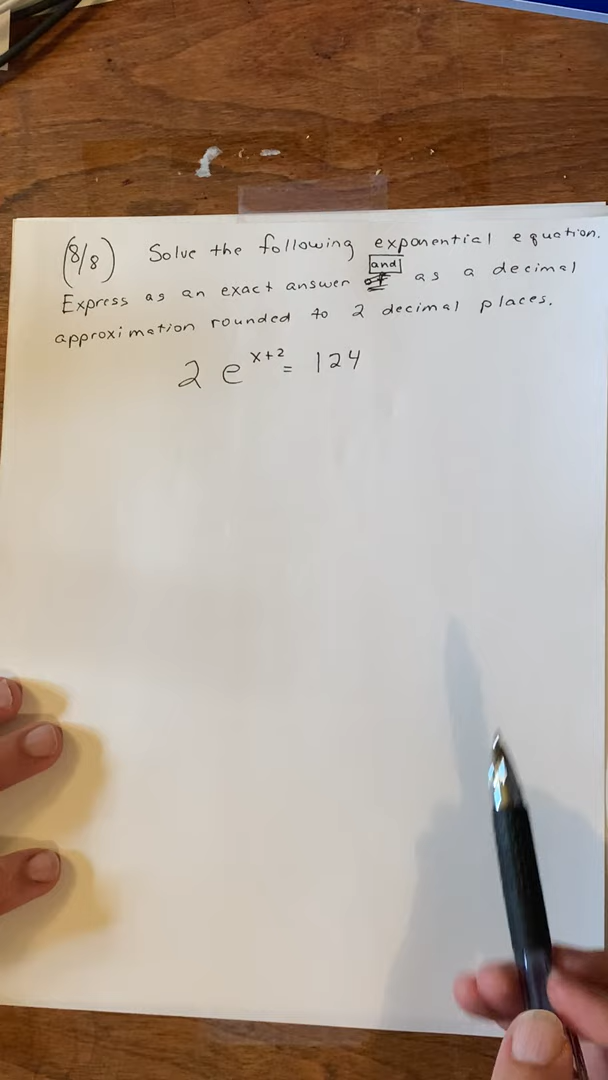 (8/8) Solve the following exponential equation.
Express as an exact answer and as a decimal
approximation rounded to 2 decimal places.
2 e^x+2 = 124